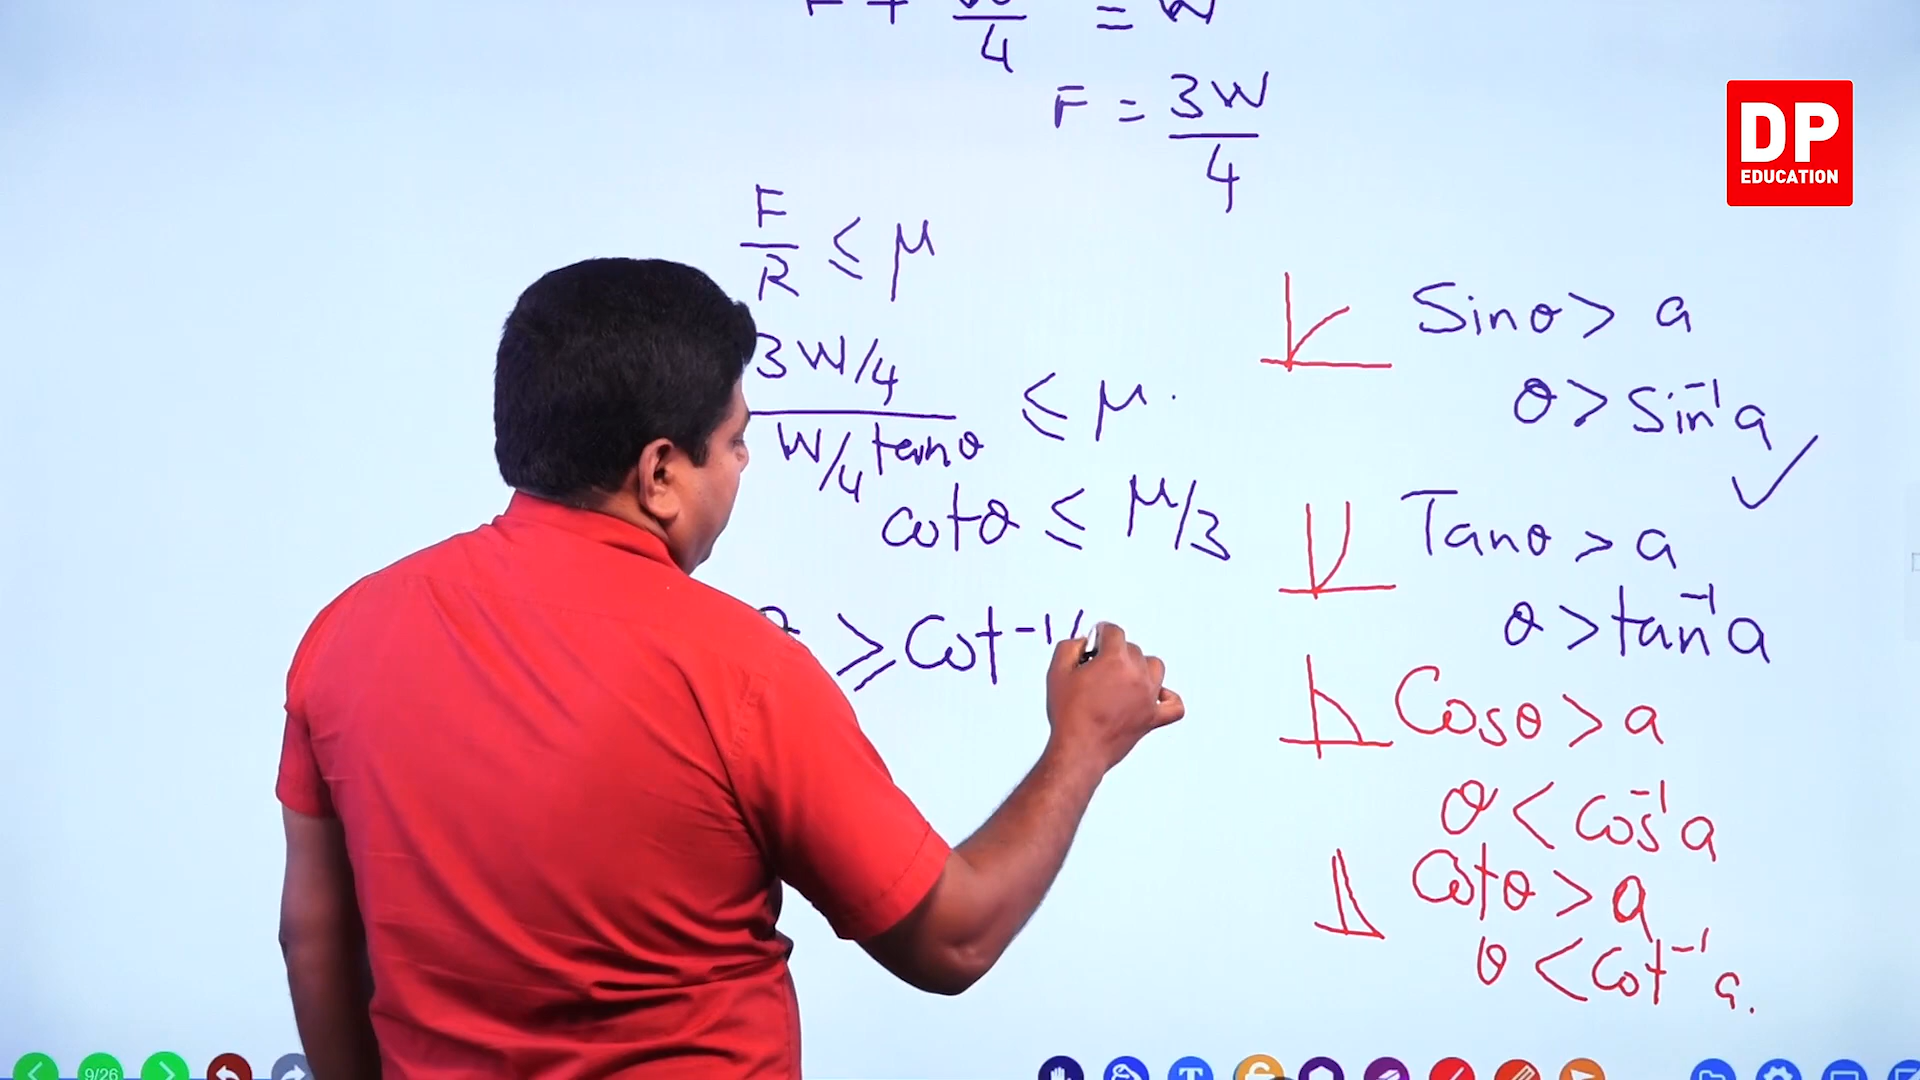 F + W/4 = W
F = 3W/4
F/R ≤ μ
3W/4 / W/4 tanθ ≤ μ.
cotθ ≤ μ/3
θ ≥ Cot⁻¹(
DP
EDUCATION
Sinθ > a
θ > Sin⁻¹a ✓
Tanθ > a
θ > tan⁻¹a
Cosθ > a
θ < Cos⁻¹a
Cotθ > a
θ < Cot⁻¹a.
9/26
T